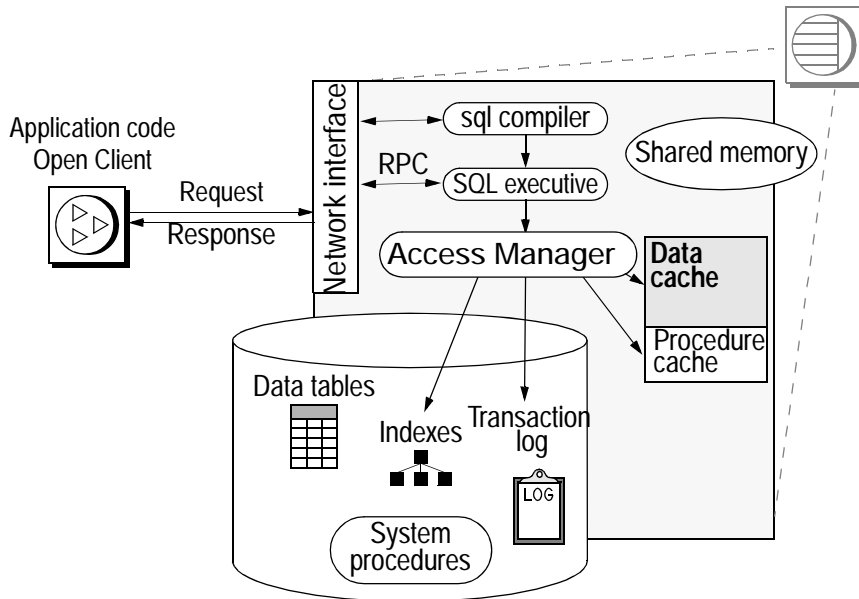 Application code
Open Client
Request
Response
Network interface
sql compiler
RPC
SQL executive
Shared memory
Access Manager
Data
cache
Procedure
cache
Data tables
Indexes
Transaction
log
LOG
System
procedures